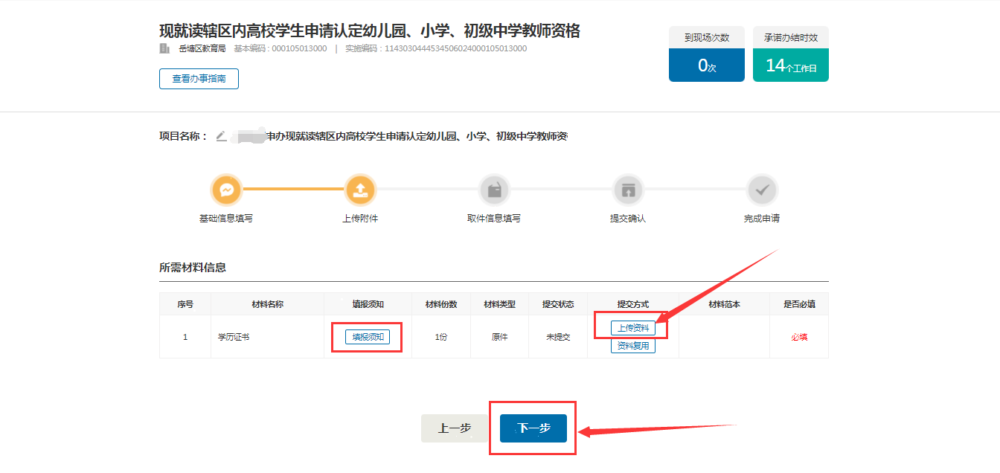 现就读辖区内高校学生申请认定幼儿园、小学、初级中学教师资格
岳塘区教育局 基本编码：000105013000 | 实施编码：1143030444534506024000105013000
查看办事指南
到现场次数
0次
承诺办结时效
14个工作日
项目名称： 申办现就读辖区内高校学生申请认定幼儿园、小学、初级中学教师资
基础信息填写 上传附件 取件信息填写 提交确认 完成申请
所需材料信息
序号 材料名称 填报须知 材料份数 材料类型 提交状态 提交方式 材料范本 是否必填
1 学历证书 填报须知 1份 原件 未提交 上传资料 必填
资料复用
上一步 下一步